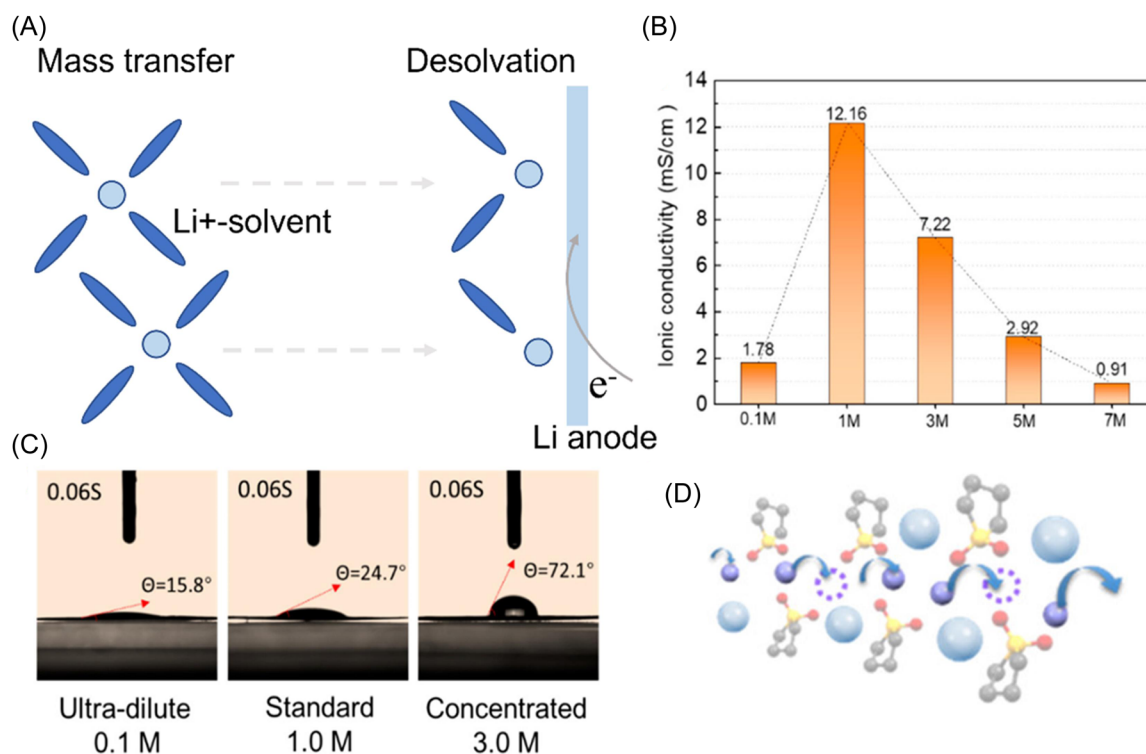 (A)
Mass transfer
Desolvation
Li+-solvent
e-
Li anode
(B)
Ionic conductivity (mS/cm)
14
12
10
8
6
4
2
0
1.78
12.16
7.22
2.92
0.91
0.1M
1M
3M
5M
7M
(C)
0.06S
Θ=15.8°
Ultra-dilute
0.1 M
0.06S
Θ=24.7°
Standard
1.0 M
0.06S
Θ=72.1°
Concentrated
3.0 M
(D)